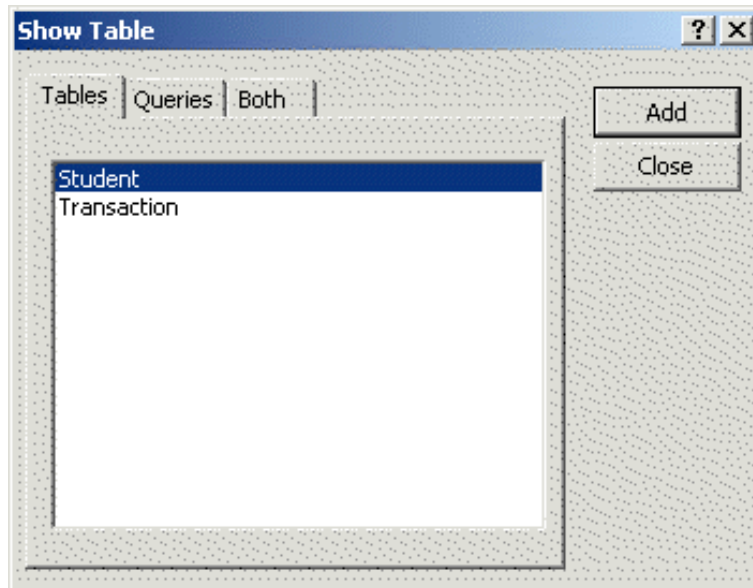 Show Table
Tables Queries Both
Add
Close
Student
Transaction